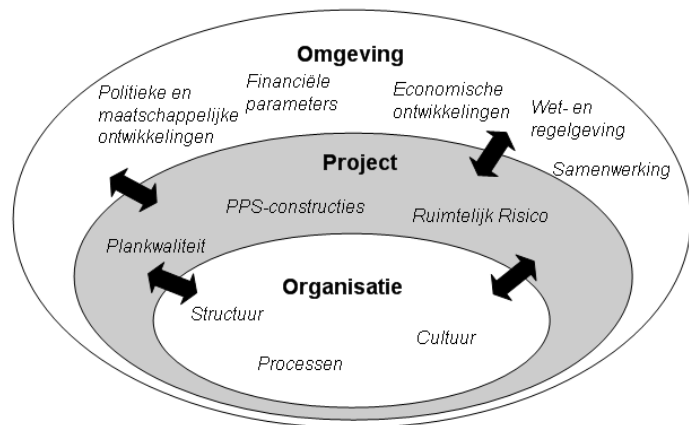 Omgeving
Politieke en
maatschappelijke
ontwikkelingen
Financiële
parameters
Economische
ontwikkelingen
Wet- en
regelgeving
Samenwerking
Project
PPS-constructies
Ruimtelijk Risico
Plankwaliteit
Organisatie
Structuur
Cultuur
Processen